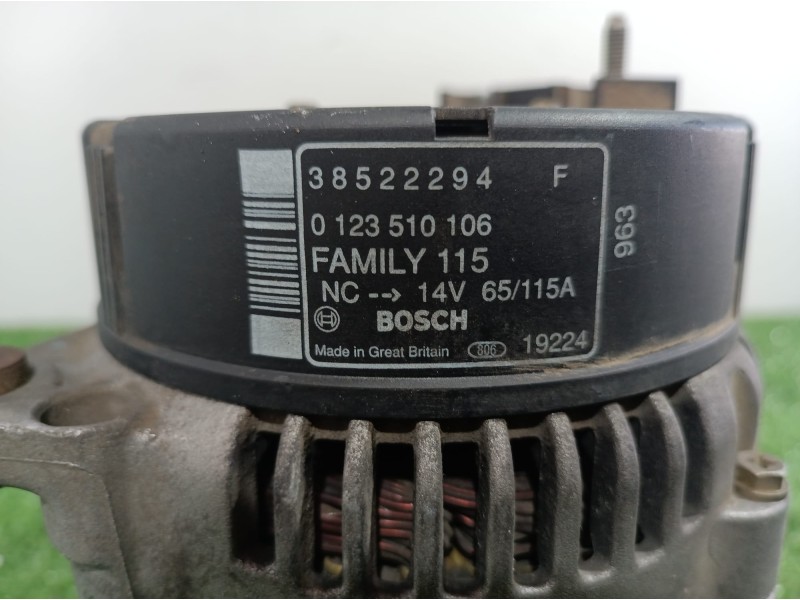 38522294 F
0 123 510 106
FAMILY 115
NC --> 14V 65/115A
BOSCH
Made in Great Britain 806 19224
963